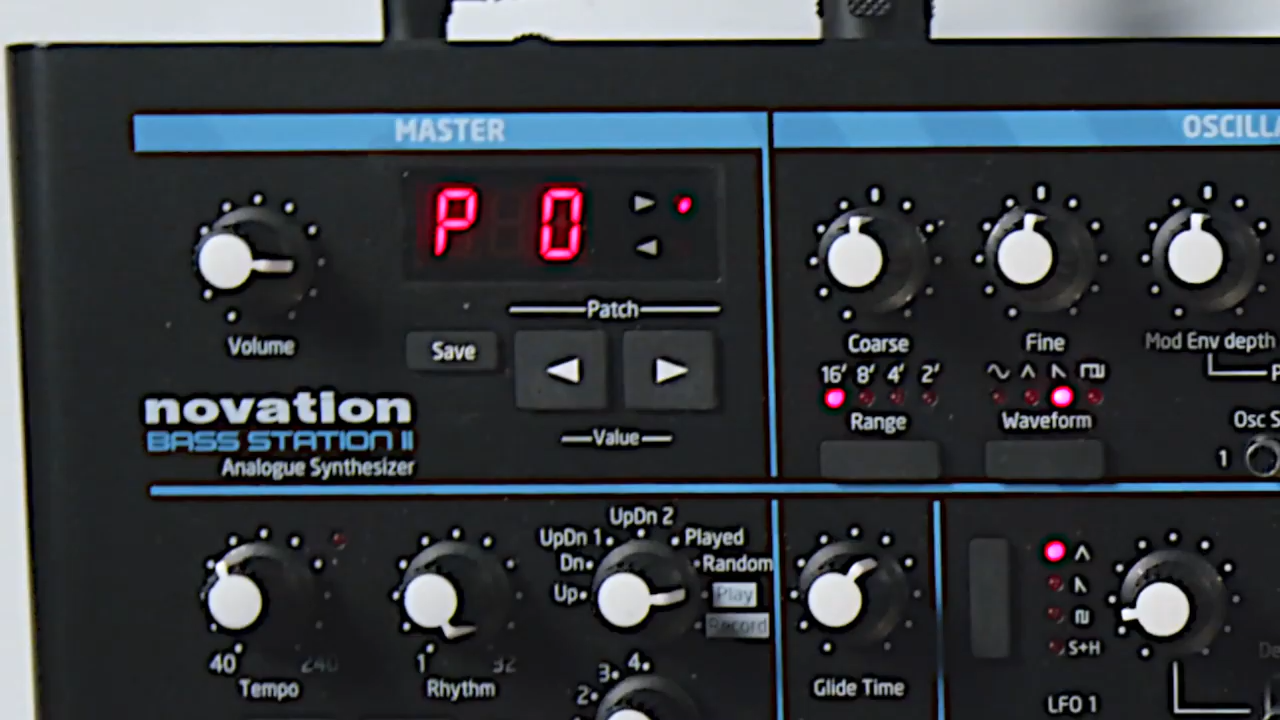 MASTER
OSCILLA
P 0
Patch
Save
Volume
Value
Coarse
Fine
Mod Env depth
16' 8' 4' 2'
Range
Waveform
Osc S
1
novation
BASS STATION II
Analogue Synthesizer
UpDn 2
UpDn 1
Played
Dn
Random
Up
Play
Record
40
240
Tempo
1
32
Rhythm
4
3
2
Glide Time
S+H
LFO 1
De